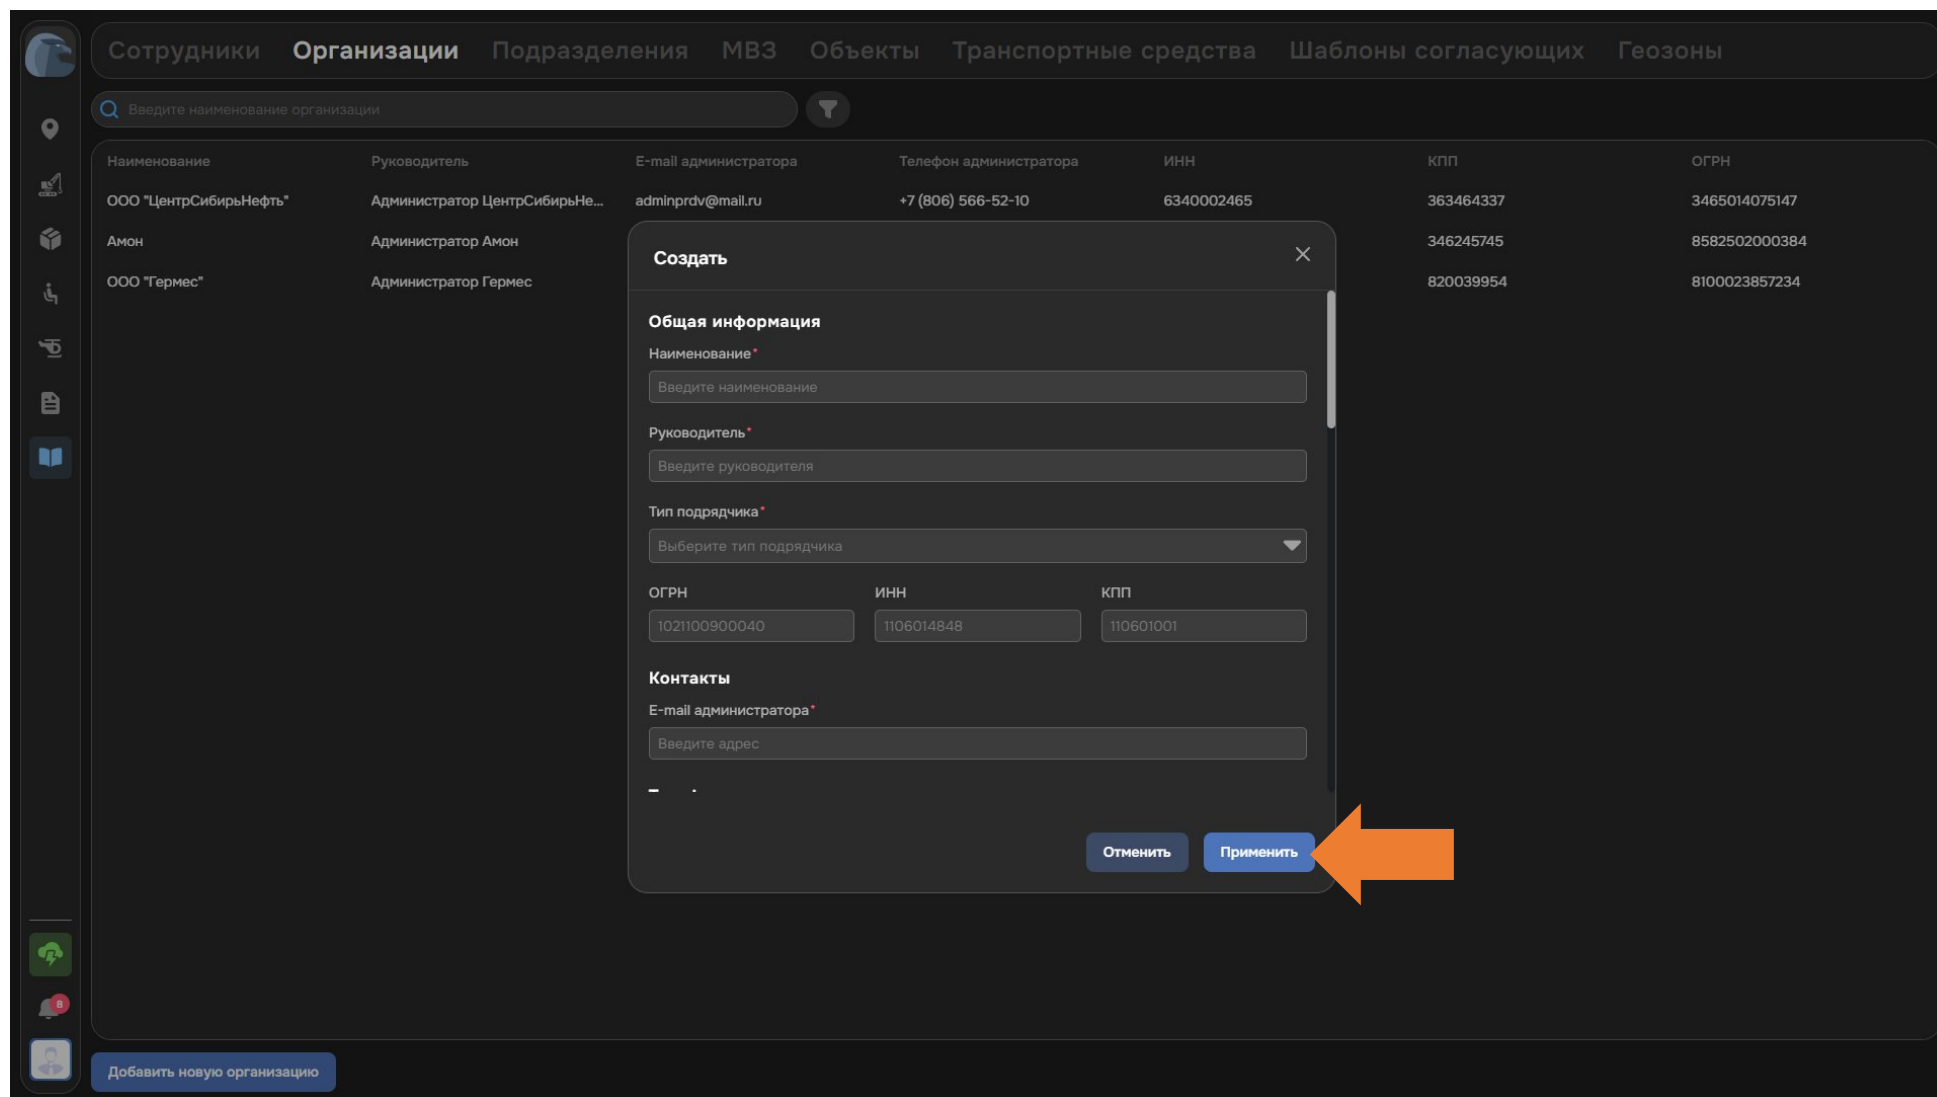 Сотрудники Организации Подразделения МВЗ Объекты Транспортные средства Шаблоны согласующих Геозоны
Введите наименование организации
Наименование Руководитель E-mail администратора Телефон администратора ИНН КПП ОГРН
ООО "ЦентрСибирьНефть" Администратор ЦентрСибирьНе... adminprdv@mail.ru +7 (806) 566-52-10 6340002465 363464337 3465014075147
Амон Администратор Амон 346245745 8582502000384
ООО "Гермес" Администратор Гермес 820039954 8100023857234
Создать
Общая информация
Наименование*
Введите наименование
Руководитель*
Введите руководителя
Тип подрядчика*
Выберите тип подрядчика
ОГРН ИНН КПП
1021100900040 1106014848 110601001
Контакты
E-mail администратора*
Введите адрес
Отменить Применить
8
Добавить новую организацию